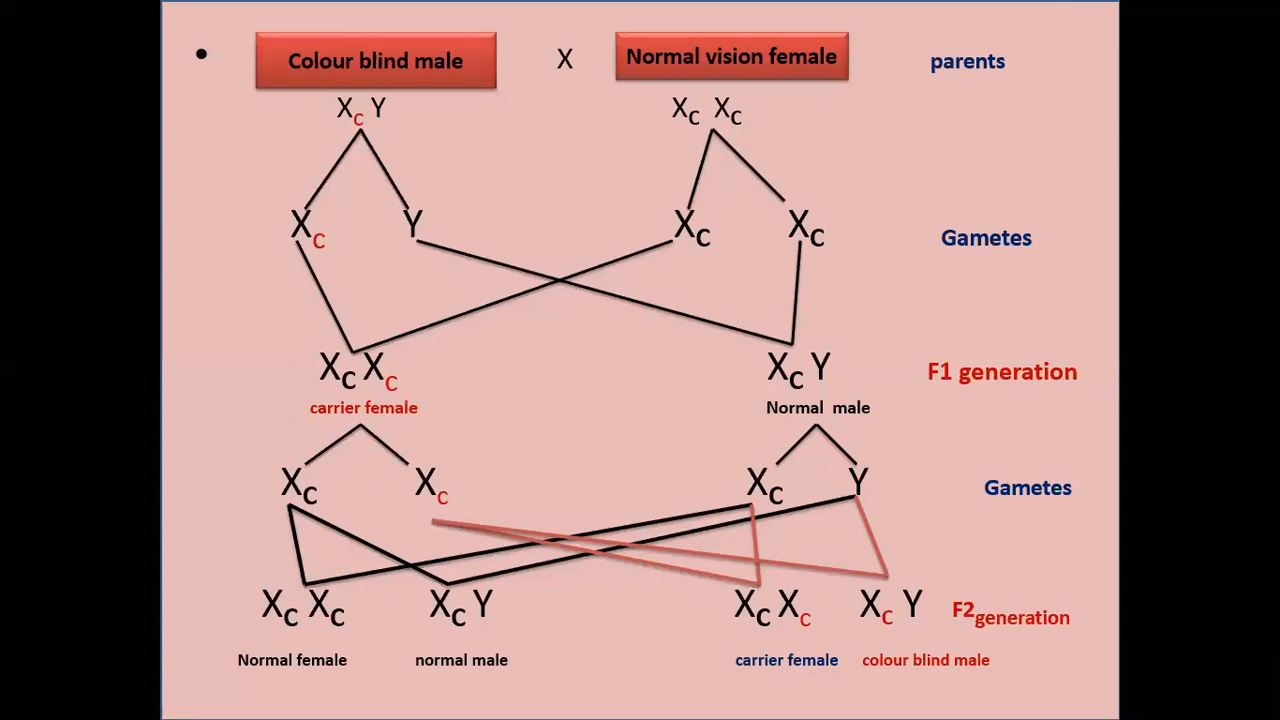 • Colour blind male X Normal vision female parents
Xc Y Xc Xc
Xc Y Xc Xc Gametes
Xc Xc Xc Y F1 generation
carrier female Normal male
Xc Xc Xc Y Gametes
Xc Xc Xc Y Xc Xc Xc Y F2generation
Normal female normal male carrier female colour blind male